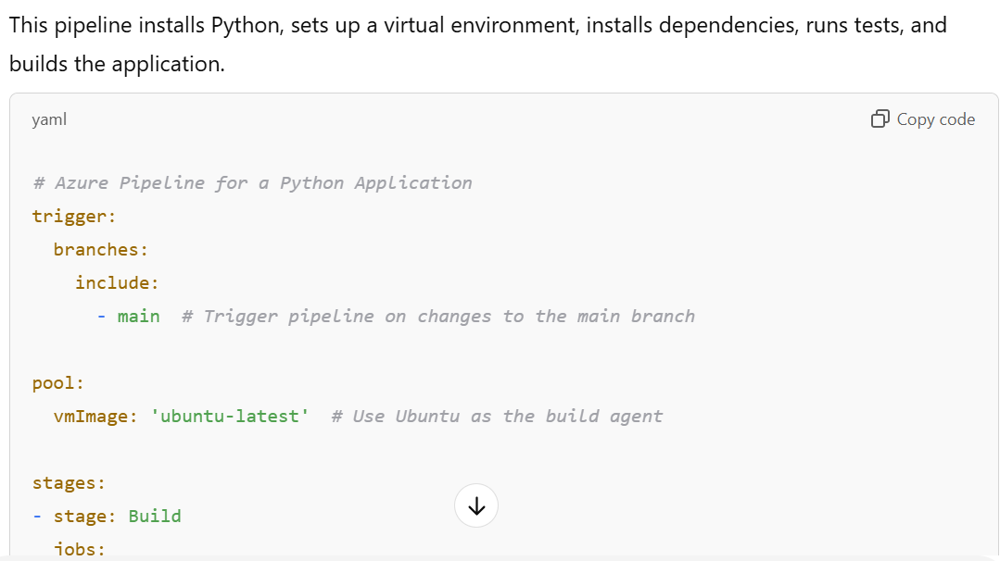 This pipeline installs Python, sets up a virtual environment, installs dependencies, runs tests, and
builds the application.
yaml
Copy code
# Azure Pipeline for a Python Application
trigger:
  branches:
    include:
      - main  # Trigger pipeline on changes to the main branch
pool:
  vmImage: 'ubuntu-latest'  # Use Ubuntu as the build agent
stages:
- stage: Build
  jobs: